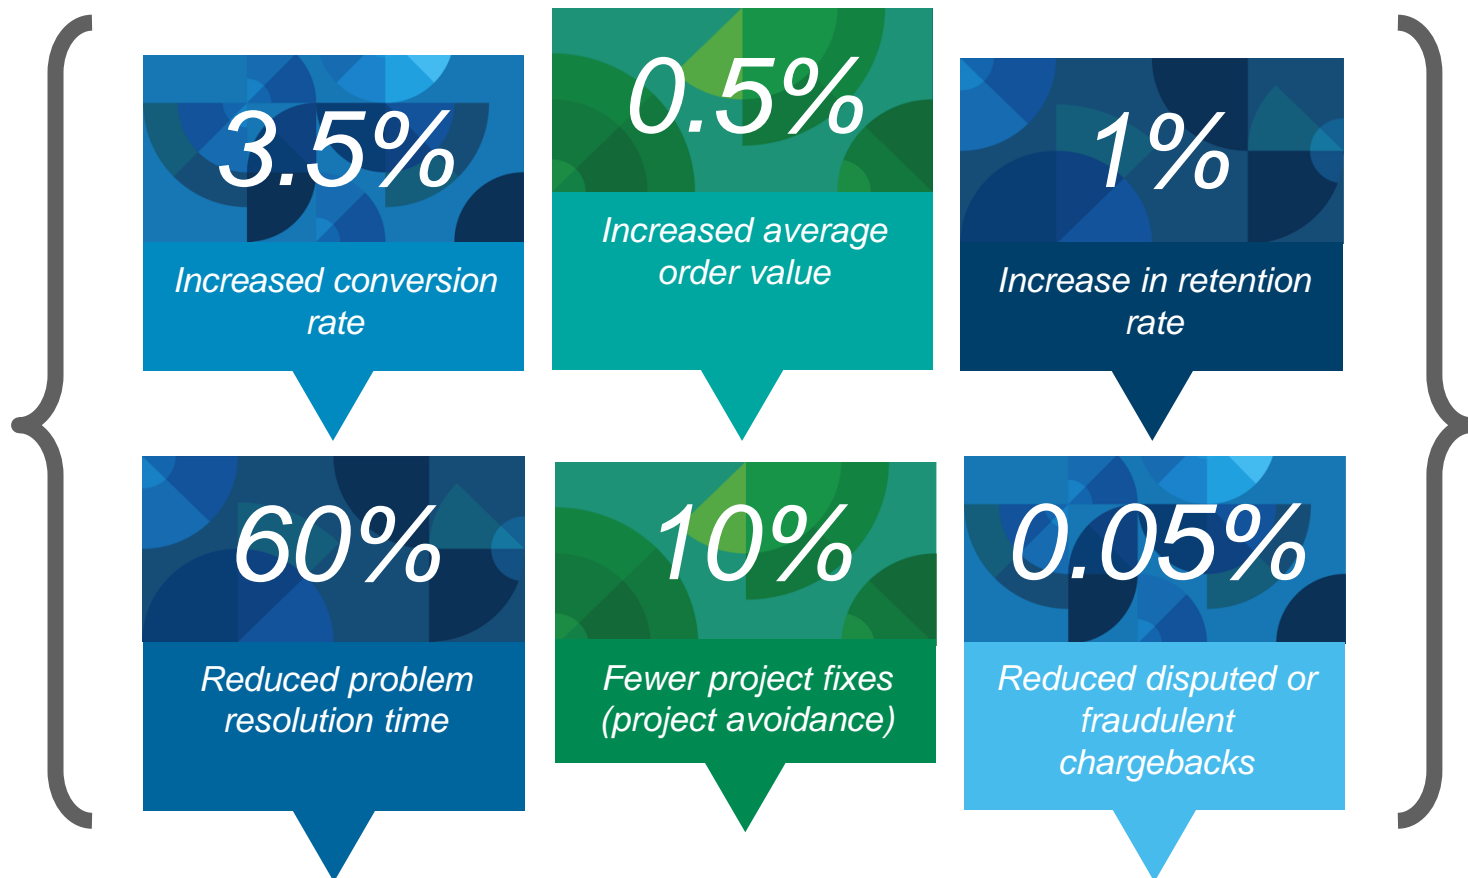 3.5%
Increased conversion
rate
0.5%
Increased average
order value
1%
Increase in retention
rate
60%
Reduced problem
resolution time
10%
Fewer project fixes
(project avoidance)
0.05%
Reduced disputed or
fraudulent
chargebacks